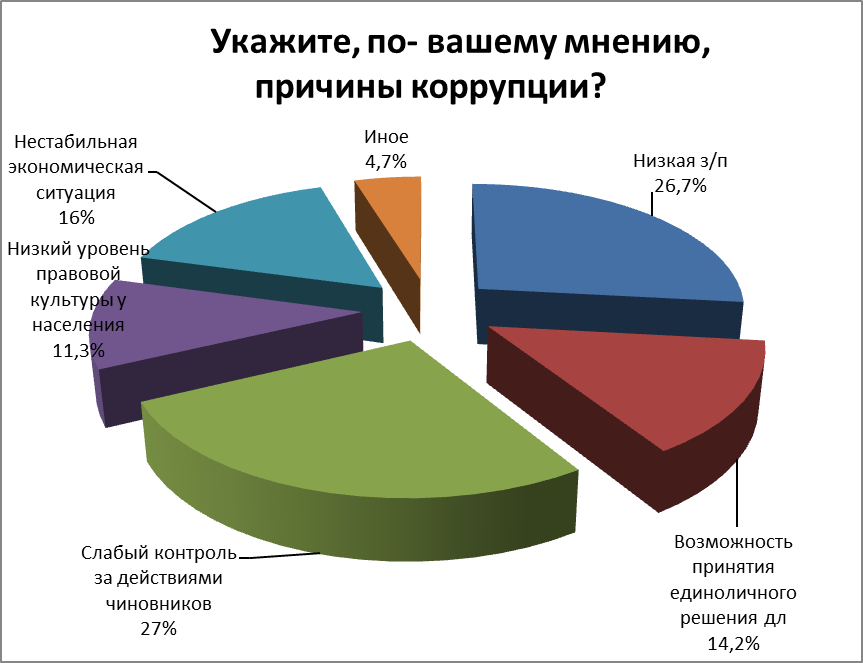 Укажите, по- вашему мнению,
причины коррупции?
Иное
4,7%
Низкая з/п
26,7%
Нестабильная
экономическая
ситуация
16%
Низкий уровень
правовой
культуры у
населения
11,3%
Слабый контроль
за действиями
чиновников
27%
Возможность
принятия
единоличного
решения дл
14,2%